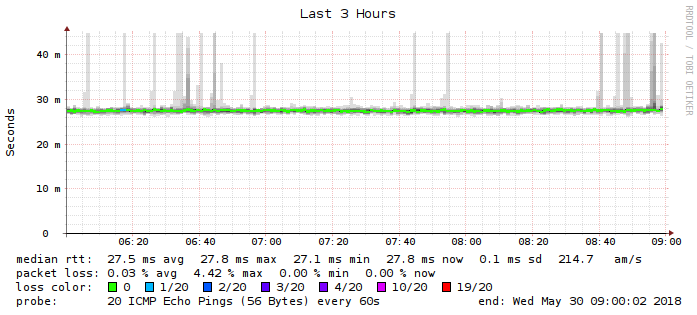 Last 3 Hours
RRDTOOL / TOBI OETIKER
Seconds
40 m
30 m
20 m
10 m
0
06:20 06:40 07:00 07:20 07:40 08:00 08:20 08:40 09:00
median rtt: 27.5 ms avg 27.8 ms max 27.1 ms min 27.8 ms now 0.1 ms sd 214.7 am/s
packet loss: 0.03 % avg 4.42 % max 0.00 % min 0.00 % now
loss color: 0 1/20 2/20 3/20 4/20 10/20 19/20
probe: 20 ICMP Echo Pings (56 Bytes) every 60s end: Wed May 30 09:00:02 2018